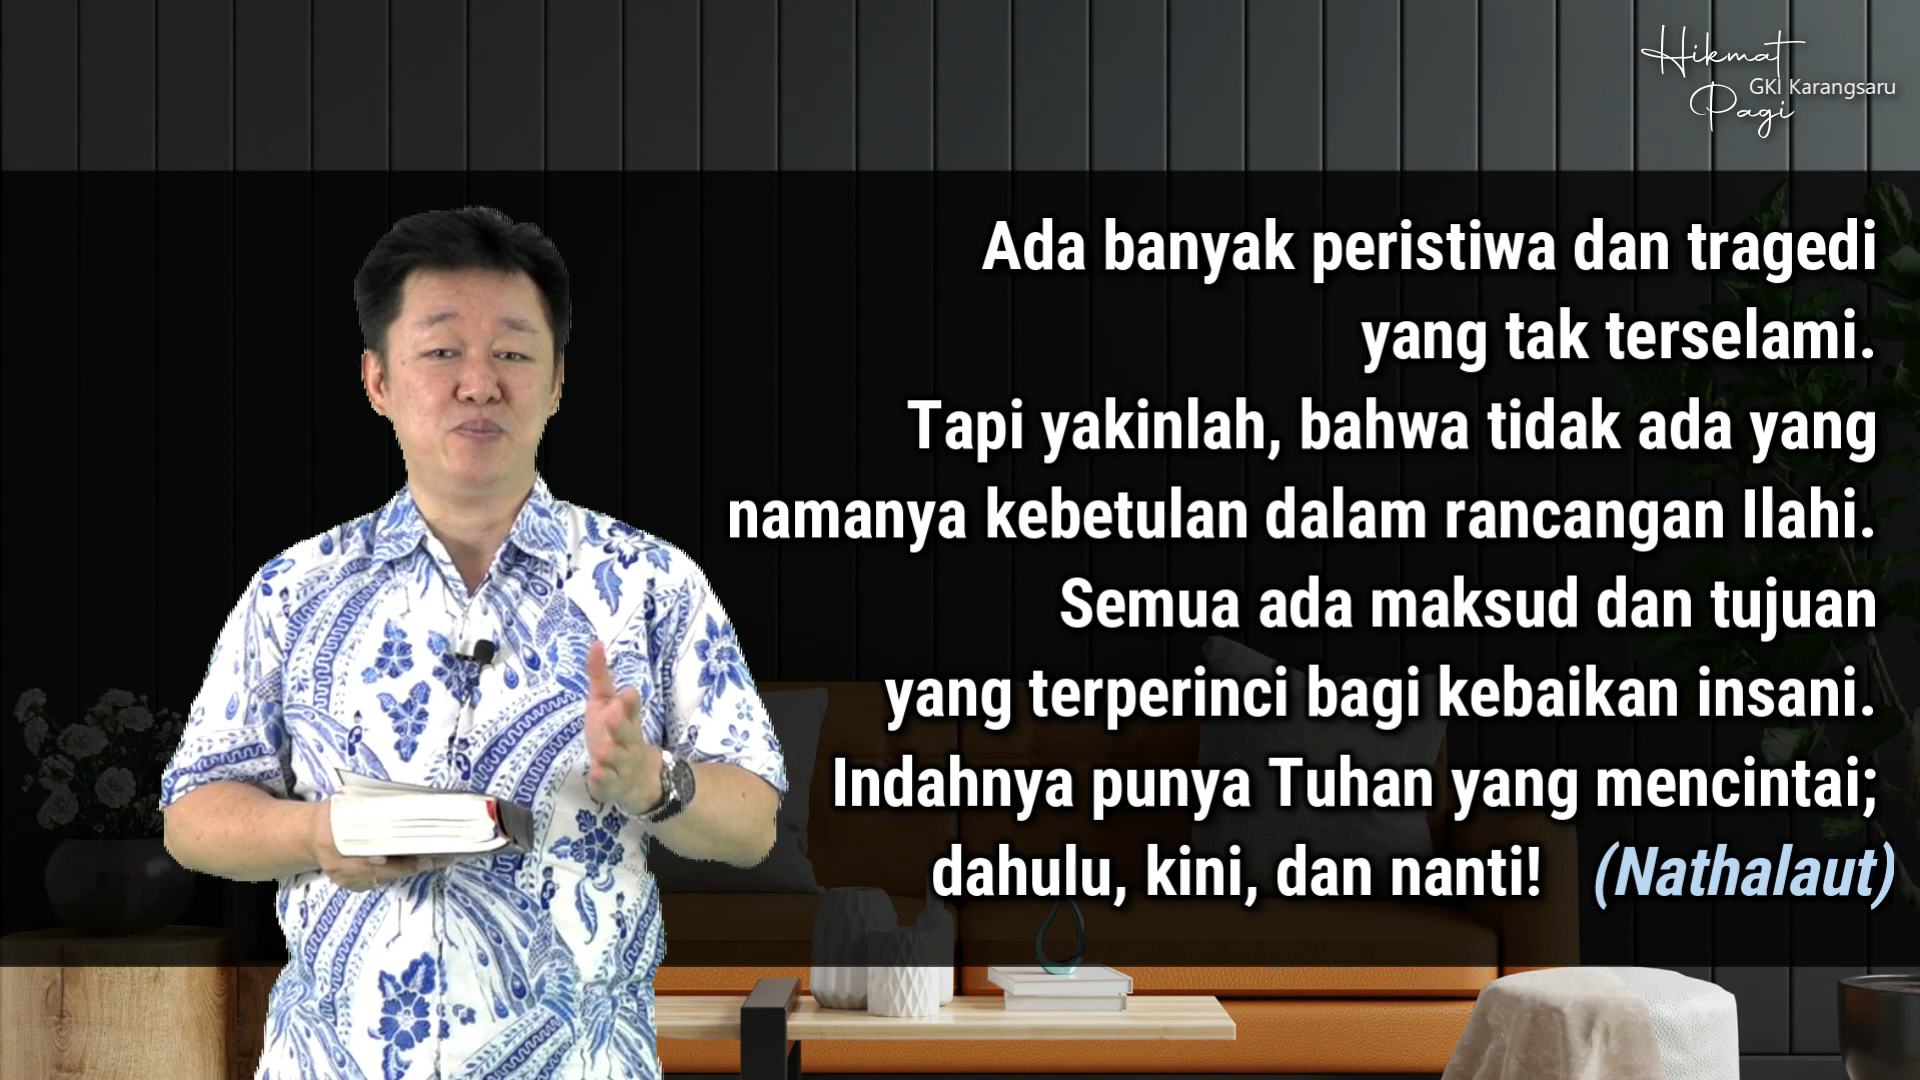 Hikmat
GKI Karangsaru
Pagi
Ada banyak peristiwa dan tragedi
yang tak terselami.
Tapi yakinlah, bahwa tidak ada yang
namanya kebetulan dalam rancangan Ilahi.
Semua ada maksud dan tujuan
yang terperinci bagi kebaikan insani.
Indahnya punya Tuhan yang mencintai;
dahulu, kini, dan nanti! (Nathalaut)